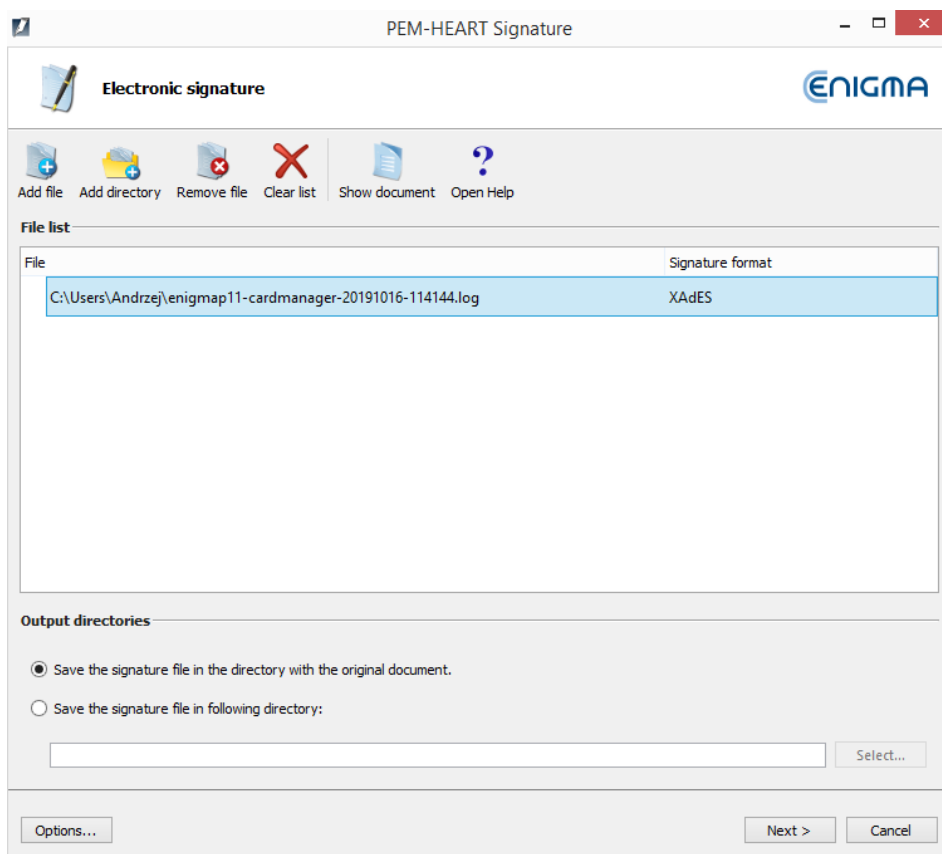 PEM-HEART Signature
Electronic signature
ENIGMA
Add file Add directory Remove file Clear list Show document Open Help
File list
File Signature format
C:\Users\Andrzej\enigmap11-cardmanager-20191016-114144.log XAdES
Output directories
Save the signature file in the directory with the original document.
Save the signature file in following directory:
Select...
Options... Next > Cancel